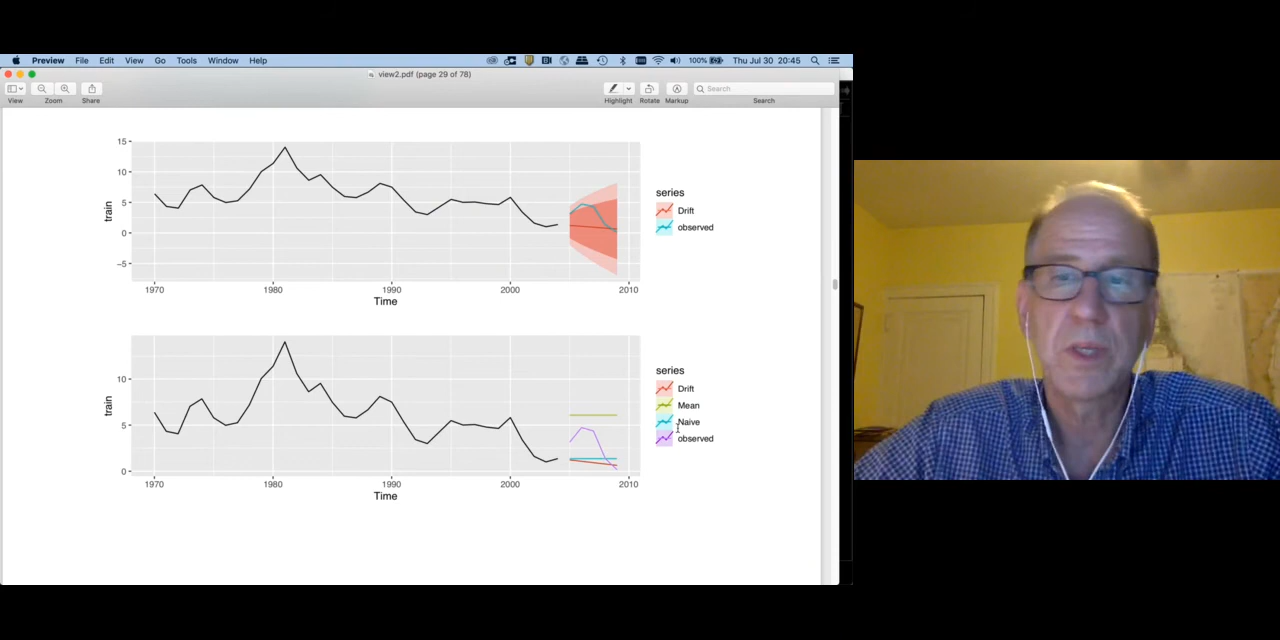 Preview File Edit View Go Tools Window Help 100% Thu Jul 30 20:45
view2.pdf (page 29 of 78)
View Zoom Share Highlight Rotate Markup Search
Search
15
10
5
0
−5
train
1970 1980 1990 2000 2010
Time
series
Drift
observed
10
5
0
train
1970 1980 1990 2000 2010
Time
series
Drift
Mean
Naive
observed